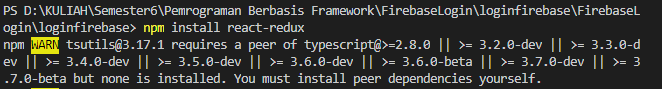 PS D:\KULIAH\Semester6\Pemrograman Berbasis Framework\FirebaseLogin\loginfirebase\FirebaseL
ogin\loginfirebase> npm install react-redux
npm WARN tsutils@3.17.1 requires a peer of typescript@>=2.8.0 || >= 3.2.0-dev || >= 3.3.0-d
ev || >= 3.4.0-dev || >= 3.5.0-dev || >= 3.6.0-dev || >= 3.6.0-beta || >= 3.7.0-dev || >= 3
.7.0-beta but none is installed. You must install peer dependencies yourself.